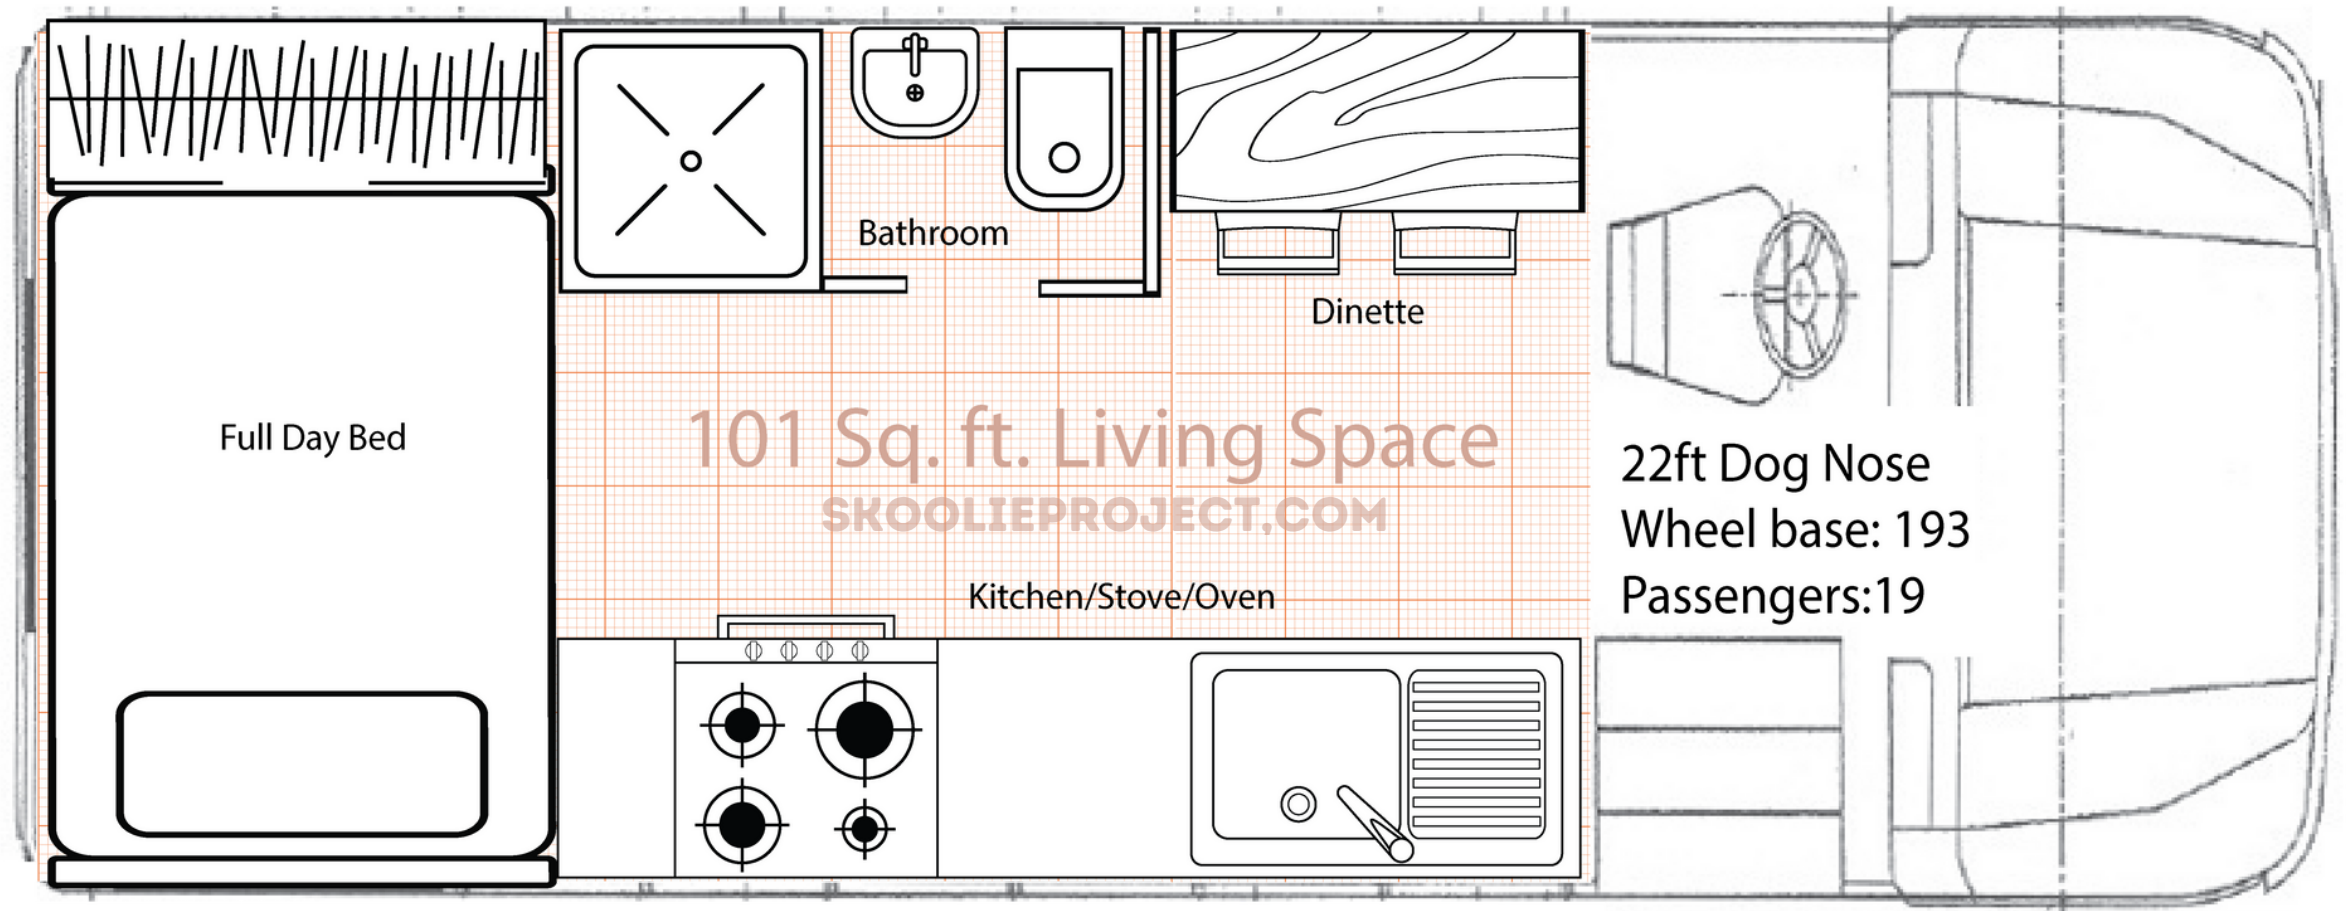 Bathroom
Dinette
Full Day Bed
101 Sq. ft. Living Space
SKOOLIEPROJECT,COM
22ft Dog Nose
Wheel base: 193
Passengers:19
Kitchen/Stove/Oven